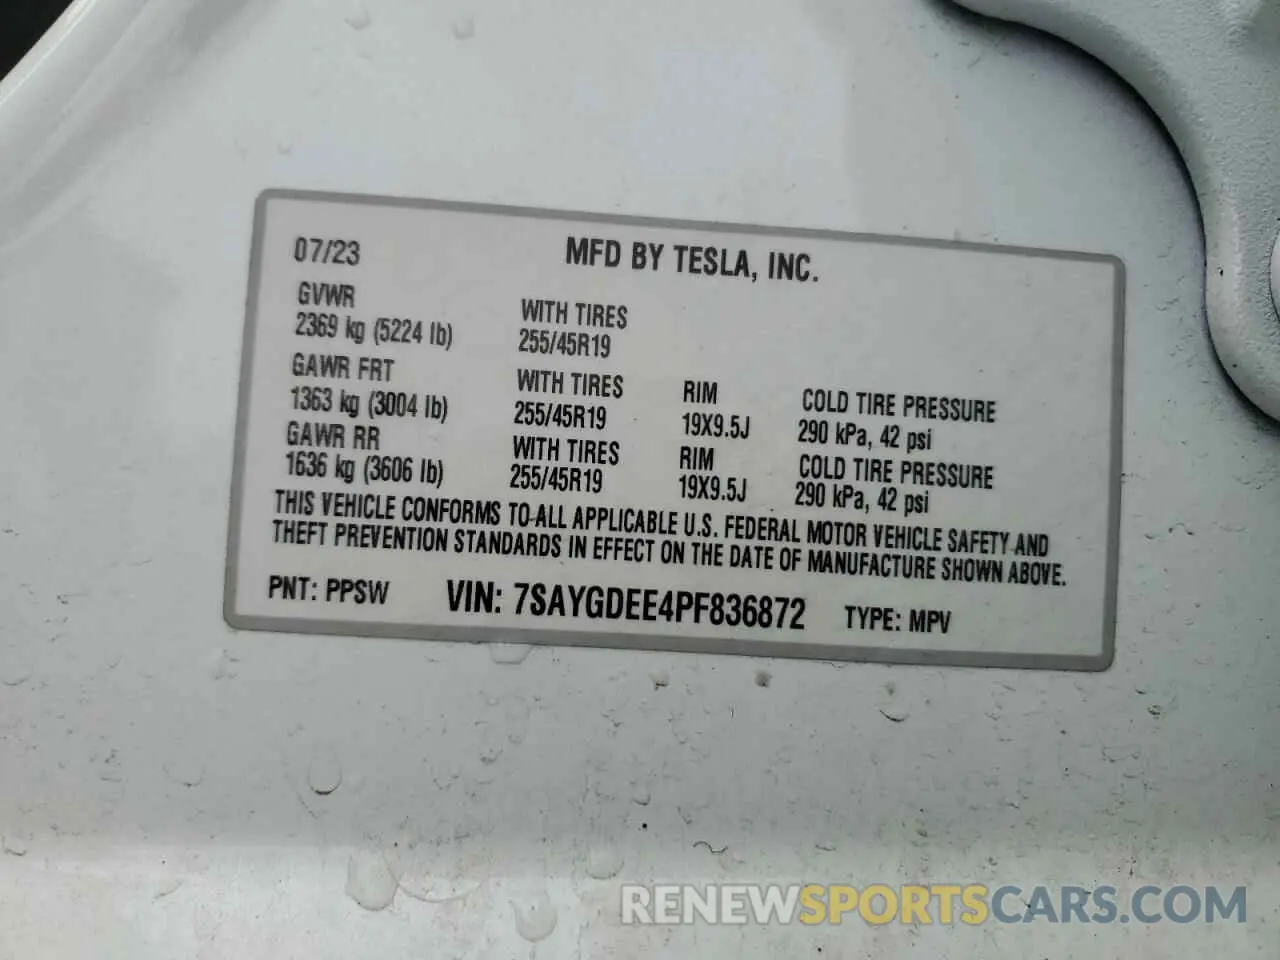 07/23 MFD BY TESLA, INC.
GVWR WITH TIRES
2369 kg (5224 lb) 255/45R19
GAWR FRT WITH TIRES RIM COLD TIRE PRESSURE
1363 kg (3004 lb) 255/45R19 19X9.5J 290 kPa, 42 psi
GAWR RR WITH TIRES RIM COLD TIRE PRESSURE
1636 kg (3606 lb) 255/45R19 19X9.5J 290 kPa, 42 psi
THIS VEHICLE CONFORMS TO ALL APPLICABLE U.S. FEDERAL MOTOR VEHICLE SAFETY AND
THEFT PREVENTION STANDARDS IN EFFECT ON THE DATE OF MANUFACTURE SHOWN ABOVE.
PNT: PPSW VIN: 7SAYGDEE4PF836872 TYPE: MPV
RENEWSPORTSCARS.COM